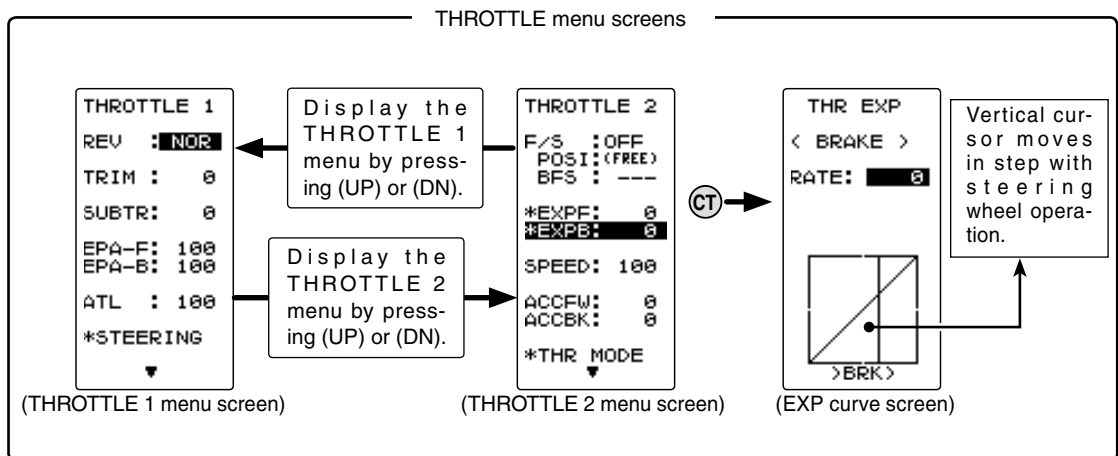 THROTTLE menu screens
THROTTLE 1
REV : NOR
TRIM : 0
SUBTR: 0
EPA-F: 100
EPA-B: 100
ATL : 100
*STEERING
▼
(THROTTLE 1 menu screen)
Display the
THROTTLE 1
menu by press-
ing (UP) or (DN).
Display the
THROTTLE 2
menu by press-
ing (UP) or (DN).
THROTTLE 2
F/S :OFF
POSI:(FREE)
BFS : ---
*EXPF: 0
*EXPB: 0
SPEED: 100
ACCFW: 0
ACCBK: 0
*THR MODE
▼
(THROTTLE 2 menu screen)
CT
THR EXP
< BRAKE >
RATE: 0
>BRK>
(EXP curve screen)
Vertical cur-
sor moves
in step with
steering
wheel opera-
tion.